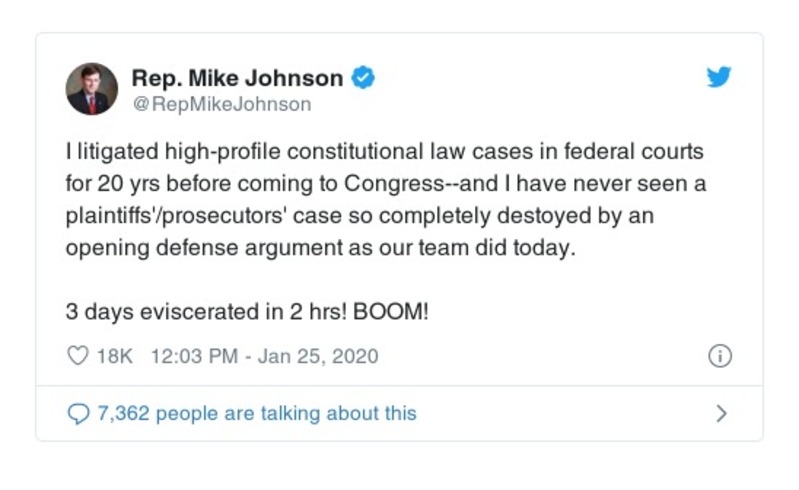 Rep. Mike Johnson
@RepMikeJohnson
I litigated high-profile constitutional law cases in federal courts
for 20 yrs before coming to Congress--and I have never seen a
plaintiffs'/prosecutors' case so completely destoyed by an
opening defense argument as our team did today.
3 days eviscerated in 2 hrs! BOOM!
18K 12:03 PM - Jan 25, 2020
7,362 people are talking about this